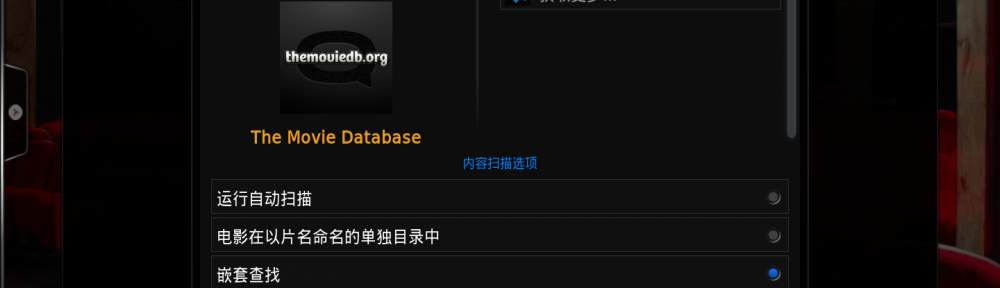 themoviedb.org
The Movie Database
内容扫描选项
运行自动扫描
电影在以片名命名的单独目录中
嵌套查找